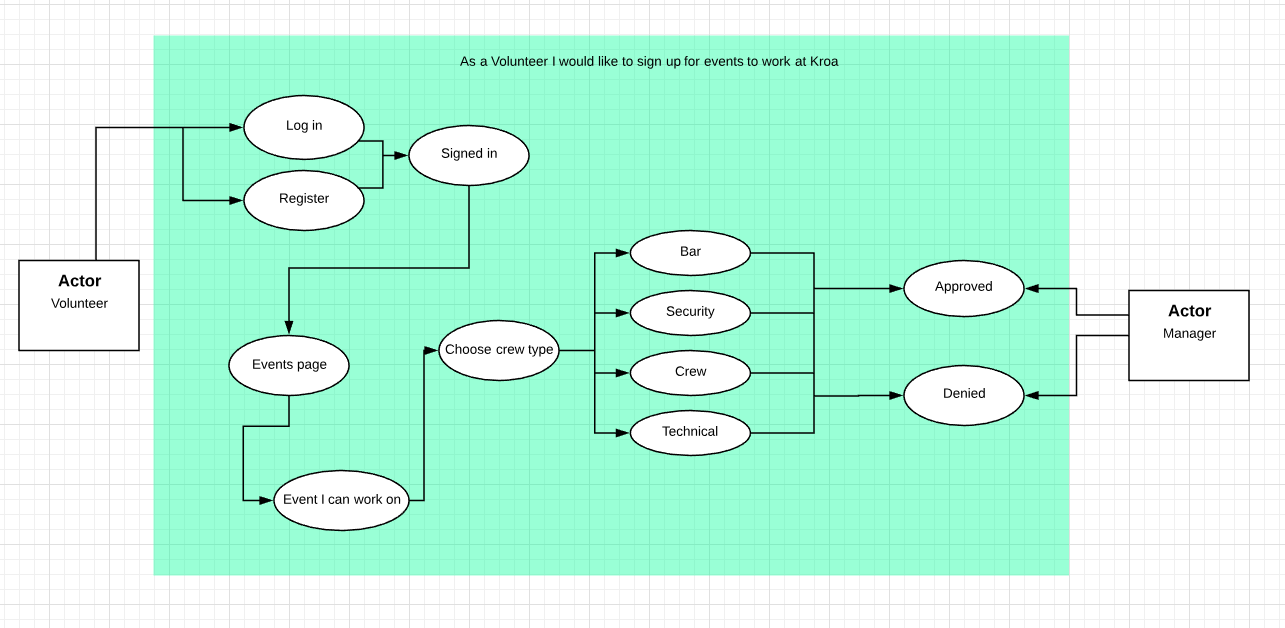 As a Volunteer I would like to sign up for events to work at Kroa
Log in
Signed in
Register
Actor
Volunteer
Bar
Security
Crew
Technical
Approved
Denied
Actor
Manager
Events page
Choose crew type
Event I can work on